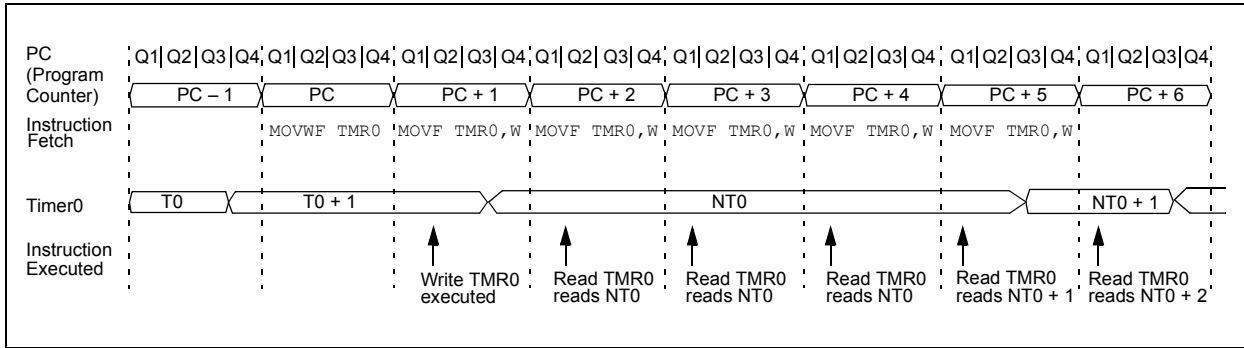 PC Q1 Q2 Q3 Q4 Q1 Q2 Q3 Q4 Q1 Q2 Q3 Q4 Q1 Q2 Q3 Q4 Q1 Q2 Q3 Q4 Q1 Q2 Q3 Q4 Q1 Q2 Q3 Q4 Q1 Q2 Q3 Q4
(Program
Counter) PC – 1 PC PC + 1 PC + 2 PC + 3 PC + 4 PC + 5 PC + 6
Instruction MOVWF TMR0 MOVF TMR0,W MOVF TMR0,W MOVF TMR0,W MOVF TMR0,W MOVF TMR0,W
Fetch
Timer0 T0 T0 + 1 NT0 NT0 + 1
Instruction
Executed
Write TMR0 Read TMR0 Read TMR0 Read TMR0 Read TMR0 Read TMR0
executed reads NT0 reads NT0 reads NT0 reads NT0 + 1 reads NT0 + 2